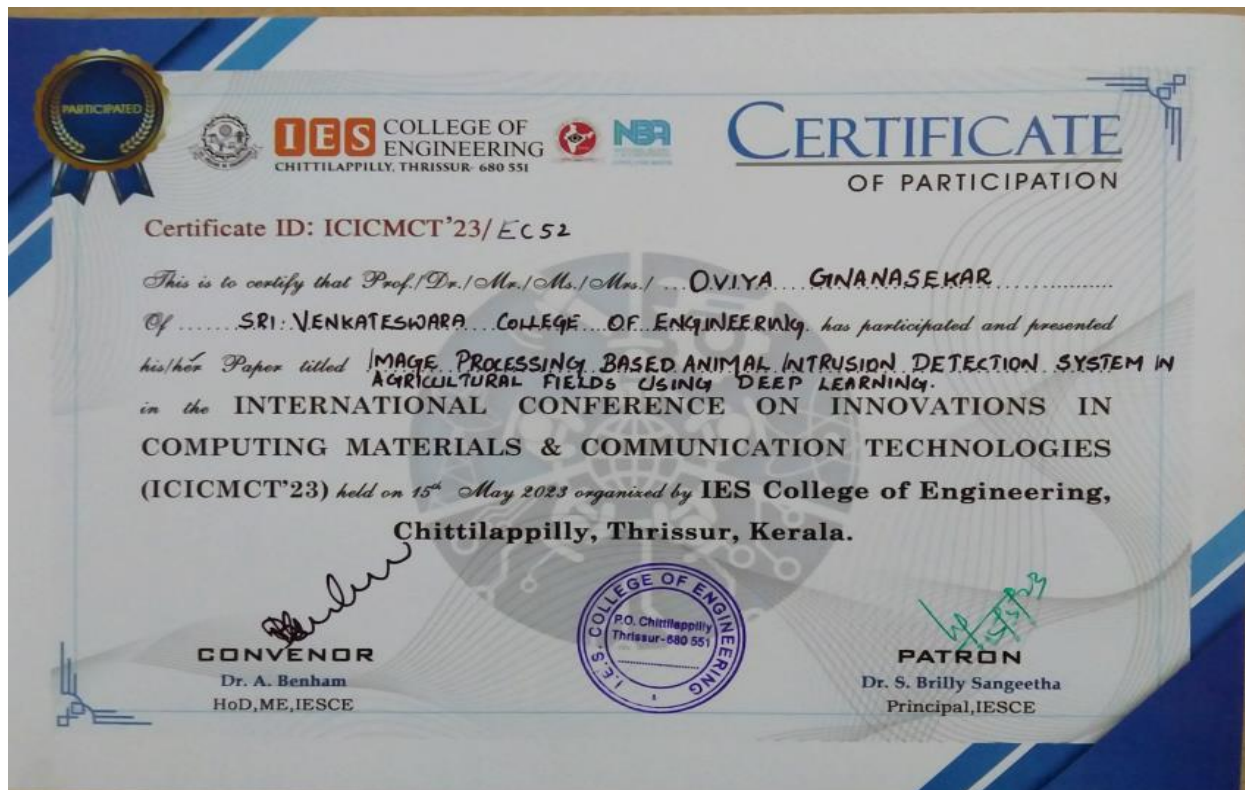 PARTICIPATED
IES COLLEGE OF ENGINEERING
CHITTILAPPILLY, THRISSUR- 680 551
NBA
CERTIFICATE
OF PARTICIPATION
Certificate ID: ICICMCT'23/ EC52
This is to certify that Prof./Dr./Mr./Ms./Mrs./ ... OVIYA GNANASEKAR ............
Of ...... SRI VENKATESWARA COLLEGE OF ENGINEERING has participated and presented
his/her Paper titled IMAGE PROCESSING BASED ANIMAL INTRUSION DETECTION SYSTEM IN
AGRICULTURAL FIELDS USING DEEP LEARNING.
in the INTERNATIONAL CONFERENCE ON INNOVATIONS IN
COMPUTING MATERIALS & COMMUNICATION TECHNOLOGIES
(ICICMCT'23) held on 15th May 2023 organized by IES College of Engineering,
Chittilappilly, Thrissur, Kerala.
I.E.S. COLLEGE OF ENGINEERING
P.O. Chittilappilly
Thrissur-680 551
CONVENOR
Dr. A. Benham
HoD,ME,IESCE
PATRON
Dr. S. Brilly Sangeetha
Principal,IESCE